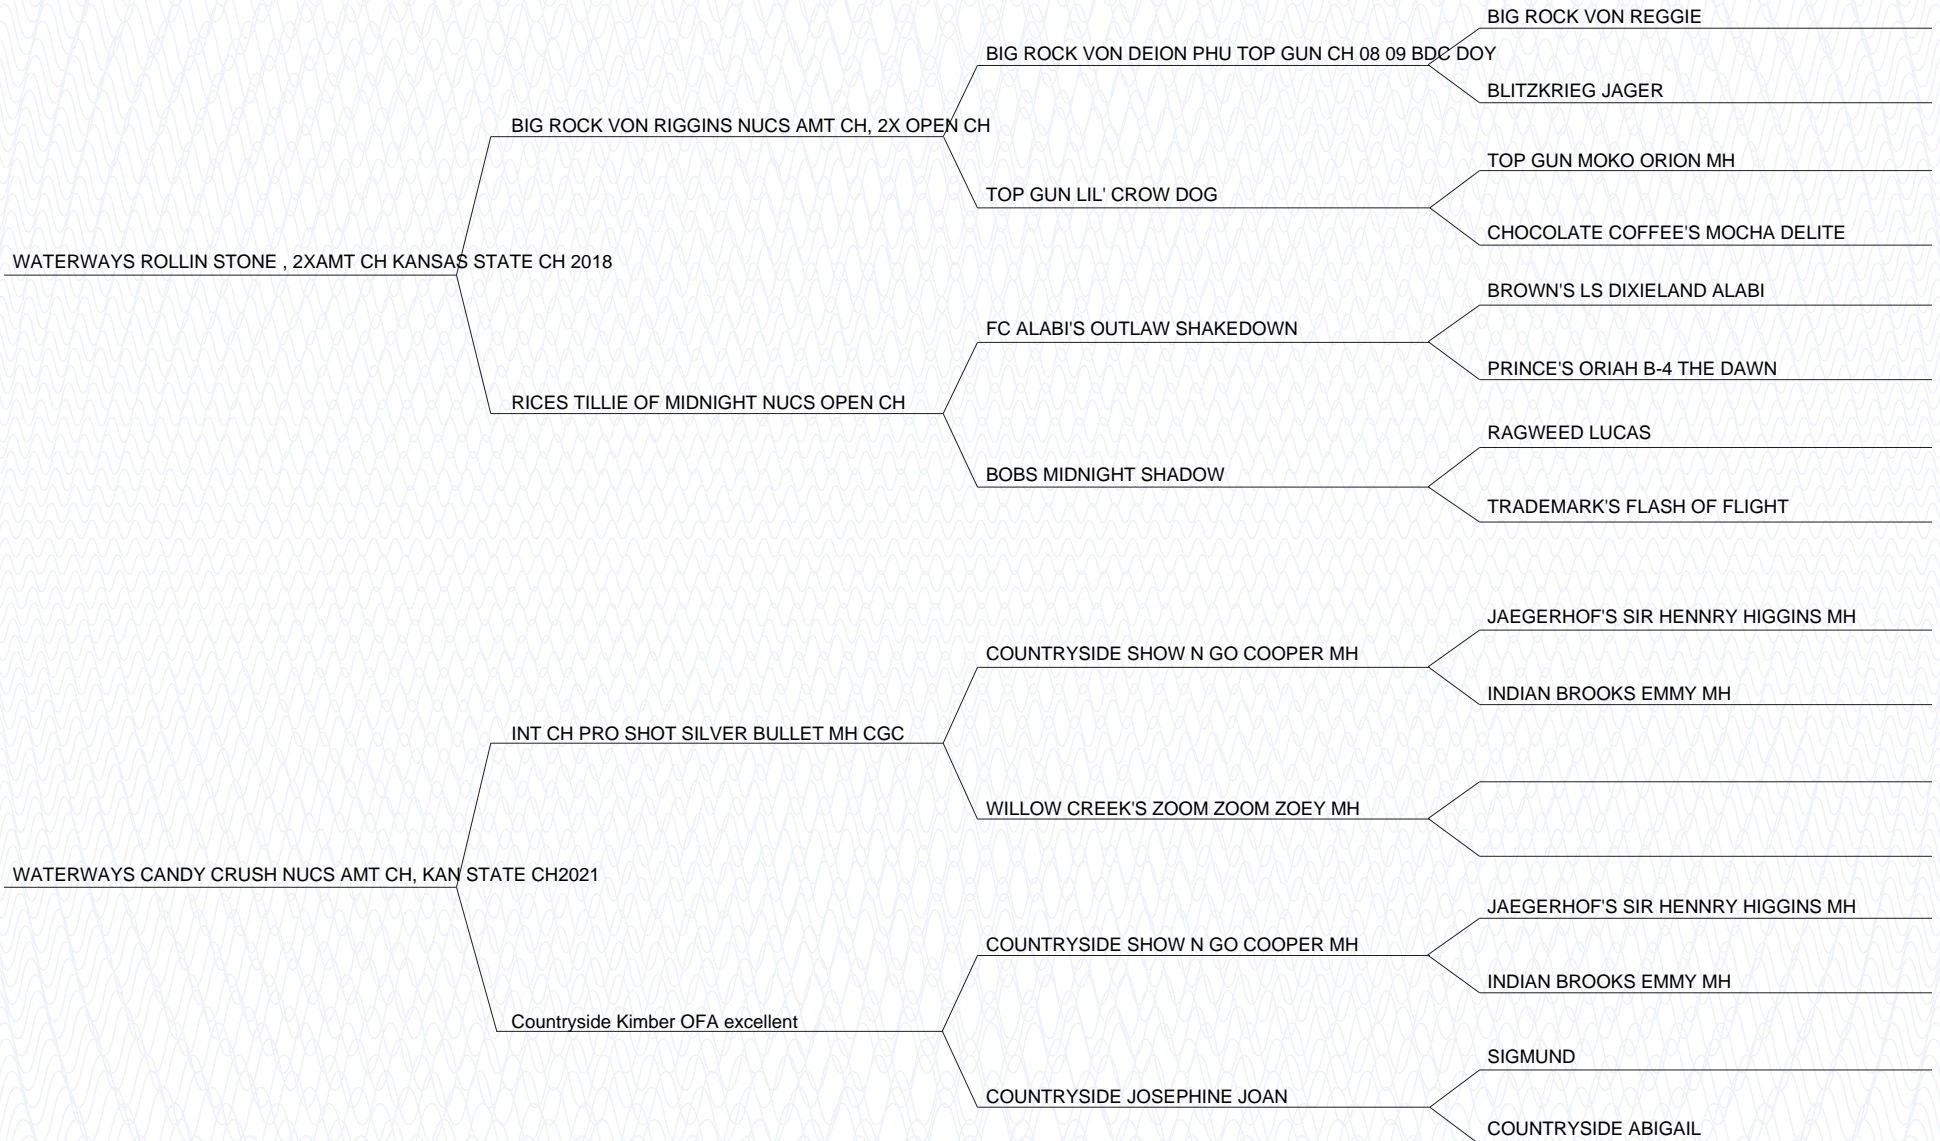 BIG ROCK VON REGGIE
BIG ROCK VON DEION PHU TOP GUN CH 08 09 BDC DOY
BLITZKRIEG JAGER
BIG ROCK VON RIGGINS NUCS AMT CH, 2X OPEN CH
TOP GUN MOKO ORION MH
TOP GUN LIL' CROW DOG
CHOCOLATE COFFEE'S MOCHA DELITE
WATERWAYS ROLLIN STONE , 2XAMT CH KANSAS STATE CH 2018
BROWN'S LS DIXIELAND ALABI
FC ALABI'S OUTLAW SHAKEDOWN
PRINCE'S ORIAH B-4 THE DAWN
RICES TILLIE OF MIDNIGHT NUCS OPEN CH
RAGWEED LUCAS
BOBS MIDNIGHT SHADOW
TRADEMARK'S FLASH OF FLIGHT
JAEGERHOF'S SIR HENNRY HIGGINS MH
COUNTRYSIDE SHOW N GO COOPER MH
INDIAN BROOKS EMMY MH
INT CH PRO SHOT SILVER BULLET MH CGC
WILLOW CREEK'S ZOOM ZOOM ZOEY MH
WATERWAYS CANDY CRUSH NUCS AMT CH, KAN STATE CH2021
JAEGERHOF'S SIR HENNRY HIGGINS MH
COUNTRYSIDE SHOW N GO COOPER MH
INDIAN BROOKS EMMY MH
Countryside Kimber OFA excellent
SIGMUND
COUNTRYSIDE JOSEPHINE JOAN
COUNTRYSIDE ABIGAIL